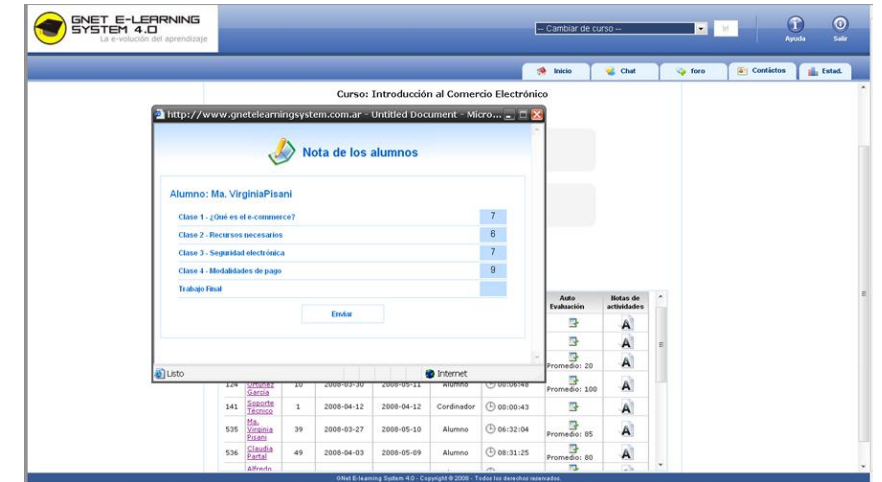 GNET E-LEARNING
SYSTEM 4.0
La e-volución del aprendizaje
-- Cambiar de curso --
Ayuda
Salir
Inicio
Chat
foro
Contáctos
Estad.
Curso: Introducción al Comercio Electrónico
http://www.gnetelearningsystem.com.ar - Untitled Document - Micro...
Nota de los alumnos
Alumno: Ma. VirginiaPisani
Clase 1 - ¿Qué es el e-commerce? 7
Clase 2 - Recursos necesarios 6
Clase 3 - Seguridad electrónica 7
Clase 4 - Modalidades de pago 9
Trabajo Final
Enviar
Listo
Internet
Auto Evaluación
Notas de actividades
Promedio: 20
124 Ortuñez García 10 2008-03-30 2008-05-11 Alumno 00:06:48 Promedio: 100
141 Soporte Técnico 1 2008-04-12 2008-04-12 Cordinador 00:00:43
535 Ma. Virginia Pisani 39 2008-03-27 2008-05-10 Alumno 06:32:04 Promedio: 85
536 Claudia Partal 49 2008-04-03 2008-05-09 Alumno 08:31:25 Promedio: 80
Alfredo
GNet E-learning System 4.0 - Copyright © 2008 - Todos los derechos reservados.